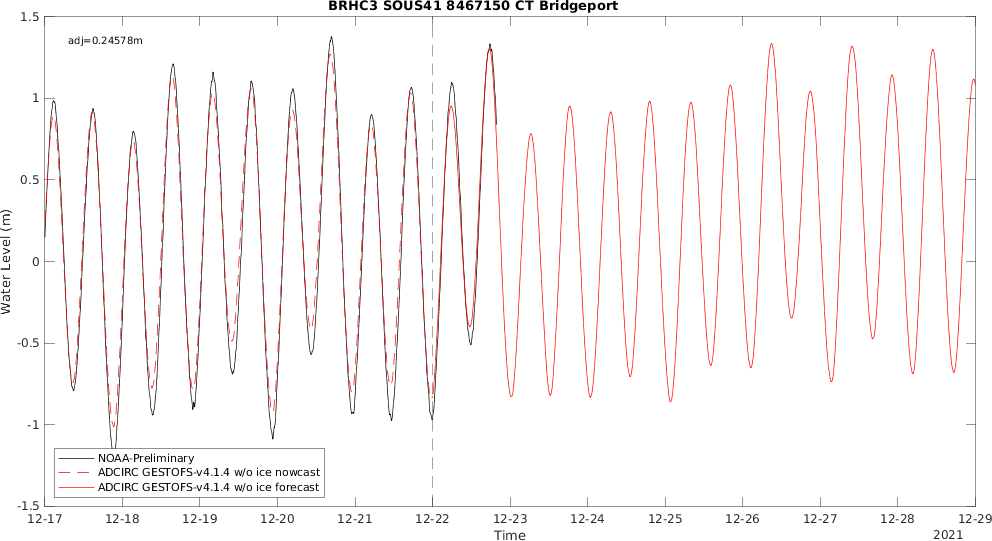 BRHC3 SOUS41 8467150 CT Bridgeport
adj=0.24578m
1.5
1
0.5
0
-0.5
-1
-1.5
Water Level (m)
NOAA-Preliminary
ADCIRC GESTOFS-v4.1.4 w/o ice nowcast
ADCIRC GESTOFS-v4.1.4 w/o ice forecast
12-17 12-18 12-19 12-20 12-21 12-22 12-23 12-24 12-25 12-26 12-27 12-28 12-29
Time
2021